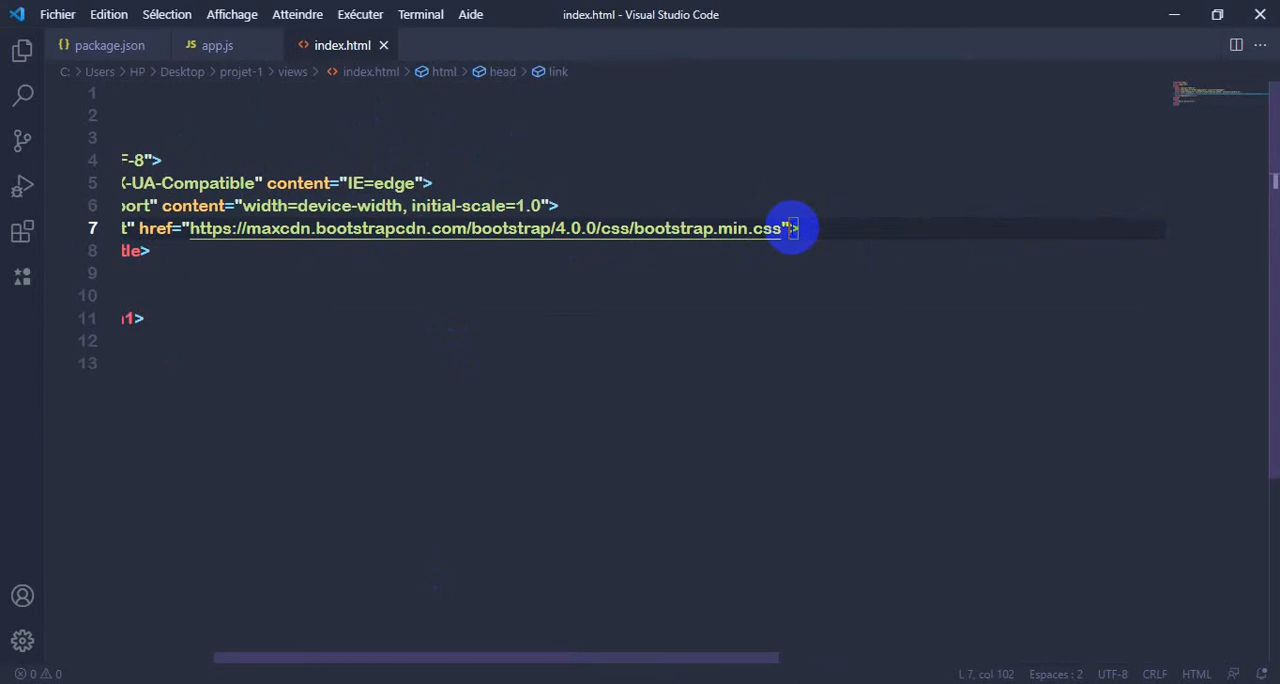 Fichier Edition Sélection Affichage Atteindre Exécuter Terminal Aide index.html - Visual Studio Code
{} package.json JS app.js <> index.html
C: > Users > HP > Desktop > projet-1 > views > <> index.html > html > head > link
1
2
3
4 F-8">
5 X-UA-Compatible" content="IE=edge">
6 port" content="width=device-width, initial-scale=1.0">
7 t" href="https://maxcdn.bootstrapcdn.com/bootstrap/4.0.0/css/bootstrap.min.css">
8 tle>
9
10
11 1>
12
13
0 0 L 7, col 102 Espaces : 2 UTF-8 CRLF HTML